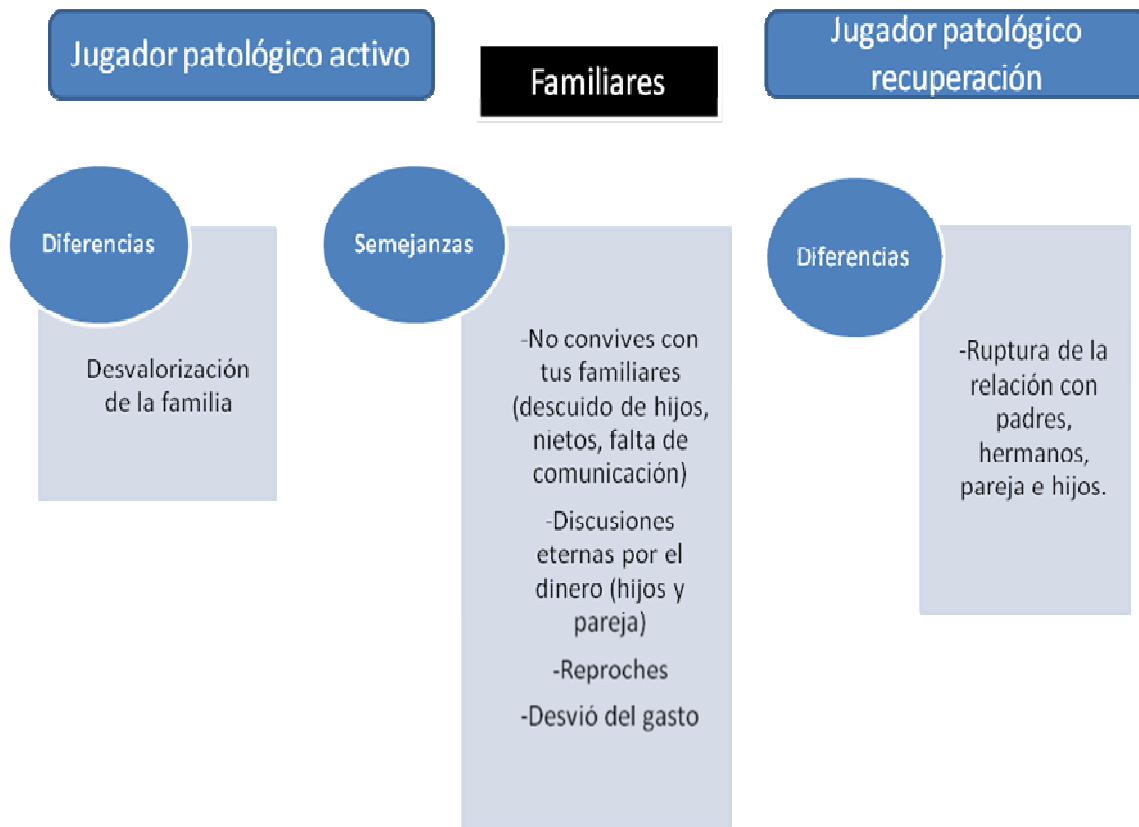 Jugador patológico activo
Familiares
Jugador patológico
recuperación
Diferencias
Desvalorización
de la familia
Semejanzas
-No convives con
tus familiares
(descuido de hijos,
nietos, falta de
comunicación)
-Discusiones
eternas por el
dinero (hijos y
pareja)
-Reproches
-Desvió del gasto
Diferencias
-Ruptura de la
relación con
padres,
hermanos,
pareja e hijos.